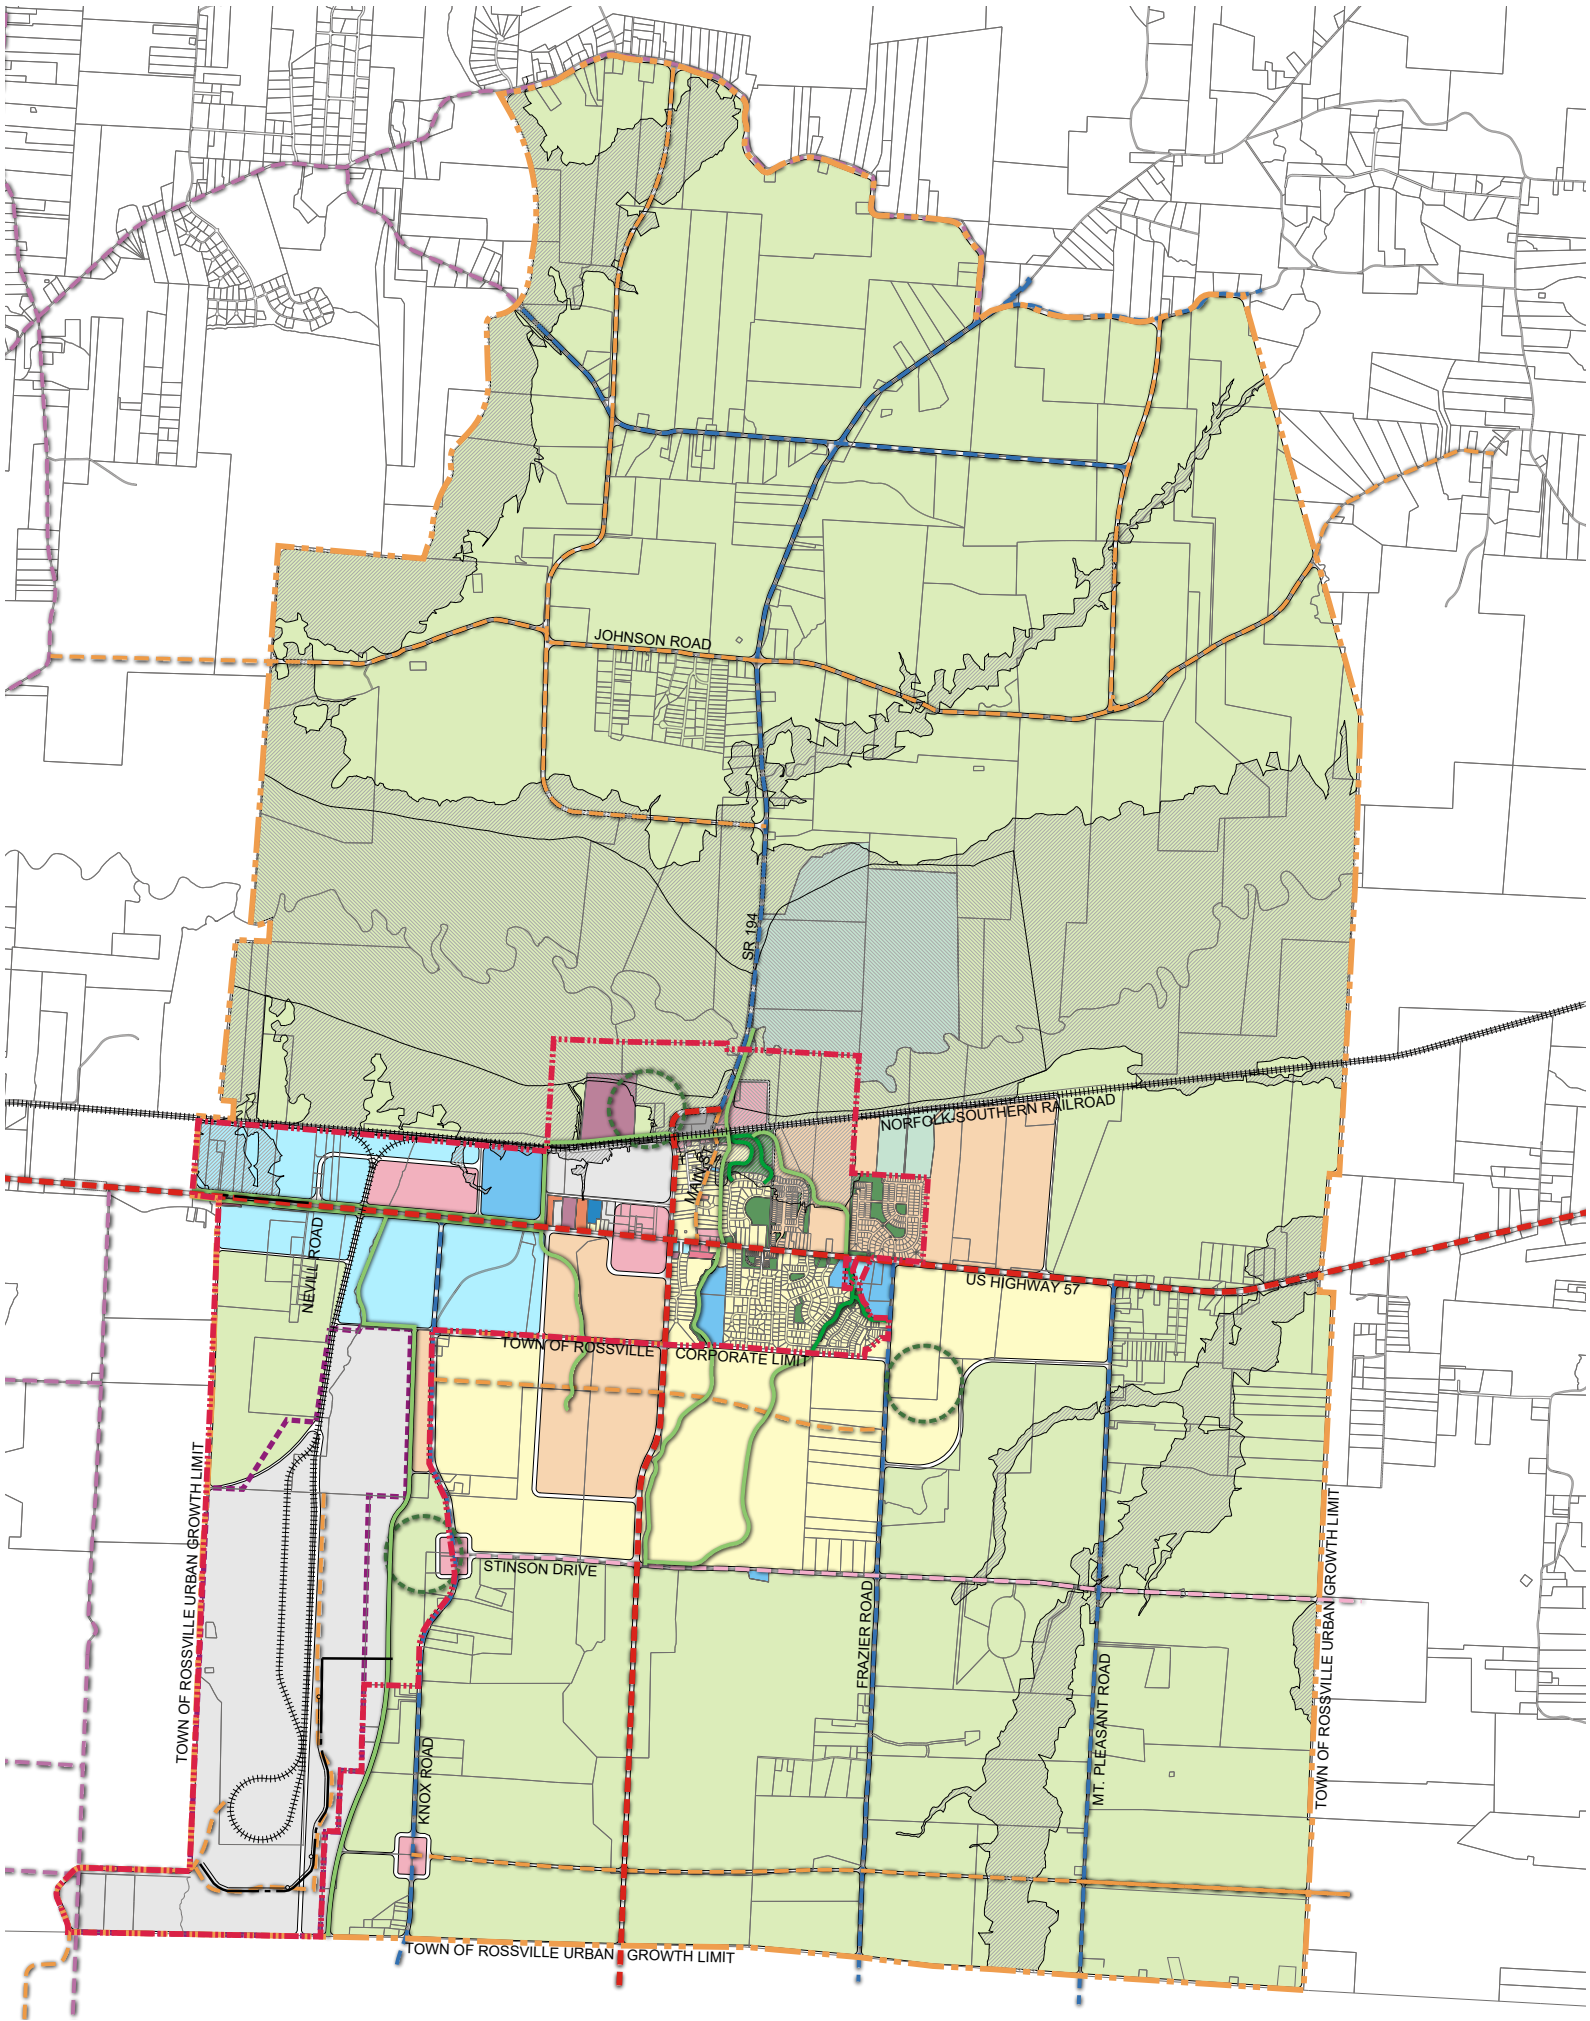 JOHNSON ROAD
SR 194
NORFOLK-SOUTHERN RAILROAD
MAIN ST
NEVILL ROAD
US HIGHWAY 57
TOWN OF ROSSVILLE CORPORATE LIMIT
TOWN OF ROSSVILLE URBAN GROWTH LIMIT
STINSON DRIVE
FRAZIER ROAD
MT. PLEASANT ROAD
KNOX ROAD
TOWN OF ROSSVILLE URBAN GROWTH LIMIT
TOWN OF ROSSVILLE URBAN GROWTH LIMIT